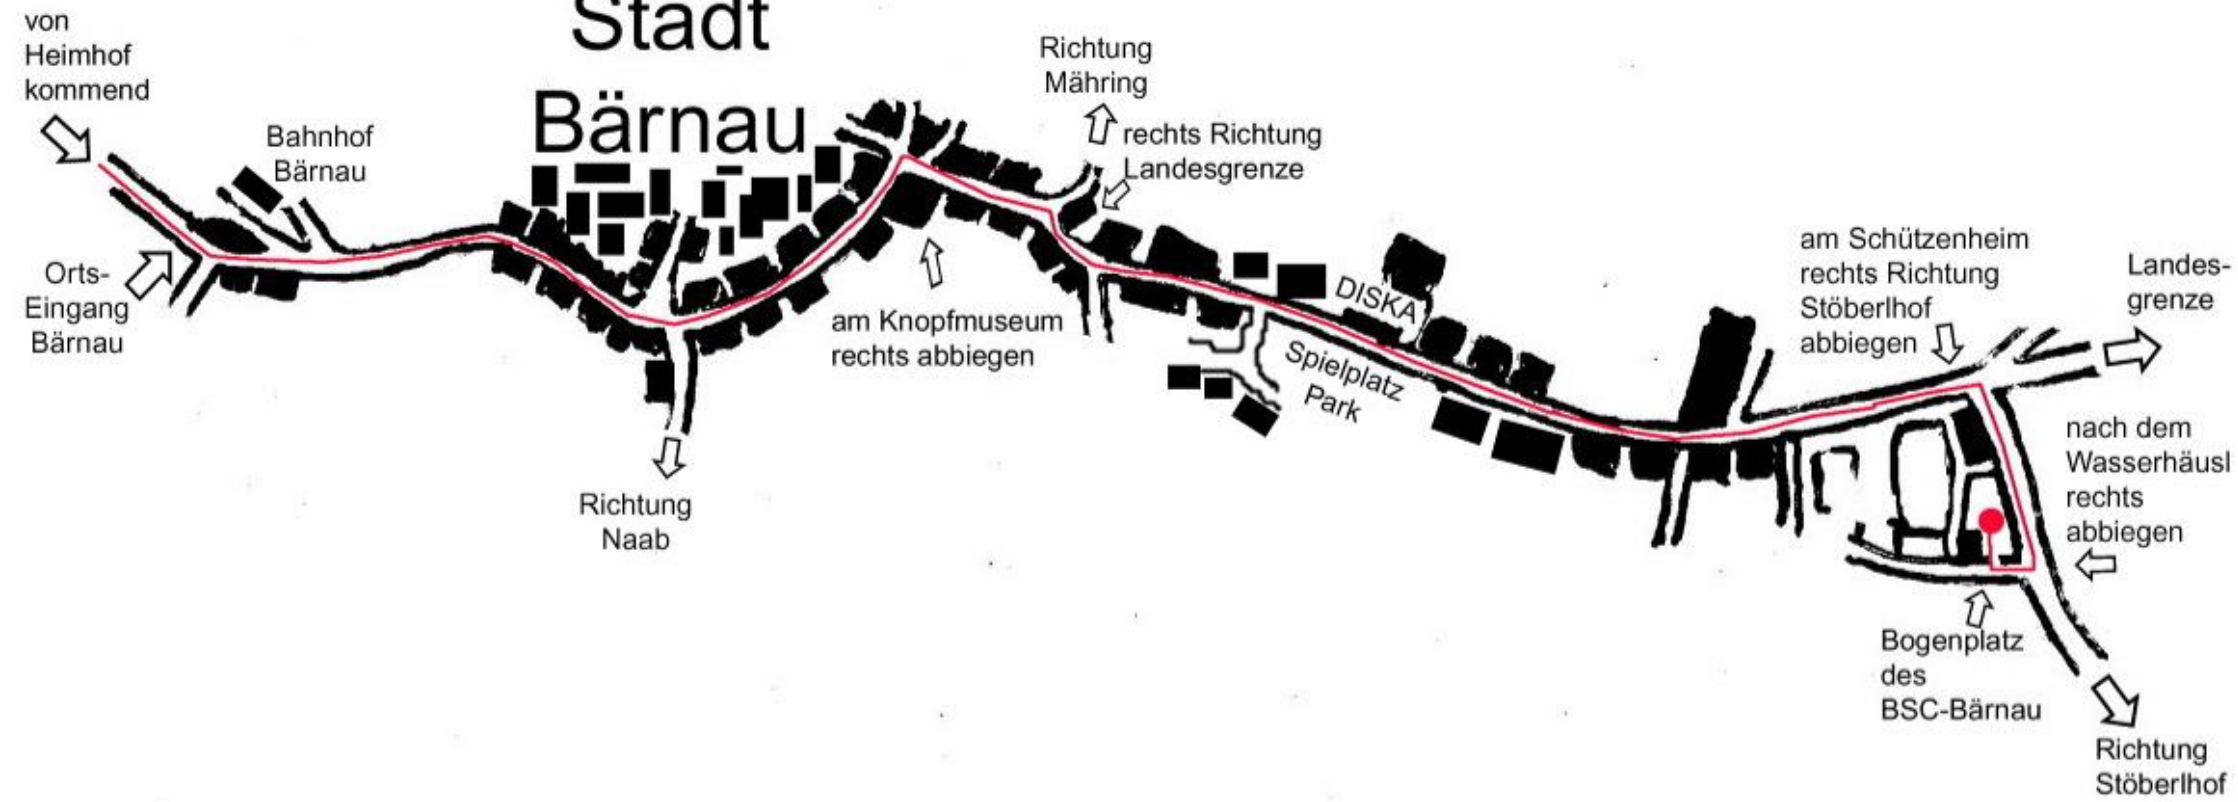 von
Heimhof
kommend
Stadt
Bärnau
Bahnhof
Bärnau
Orts-
Eingang
Bärnau
Richtung
Naab
am Knopfmuseum
rechts abbiegen
Richtung
Mähring
rechts Richtung
Landesgrenze
DISKA
Spielplatz
Park
am Schützenheim
rechts Richtung
Stöberlhof
abbiegen
Landes-
grenze
nach dem
Wasserhäusl
rechts
abbiegen
Bogenplatz
des
BSC-Bärnau
Richtung
Stöberlhof